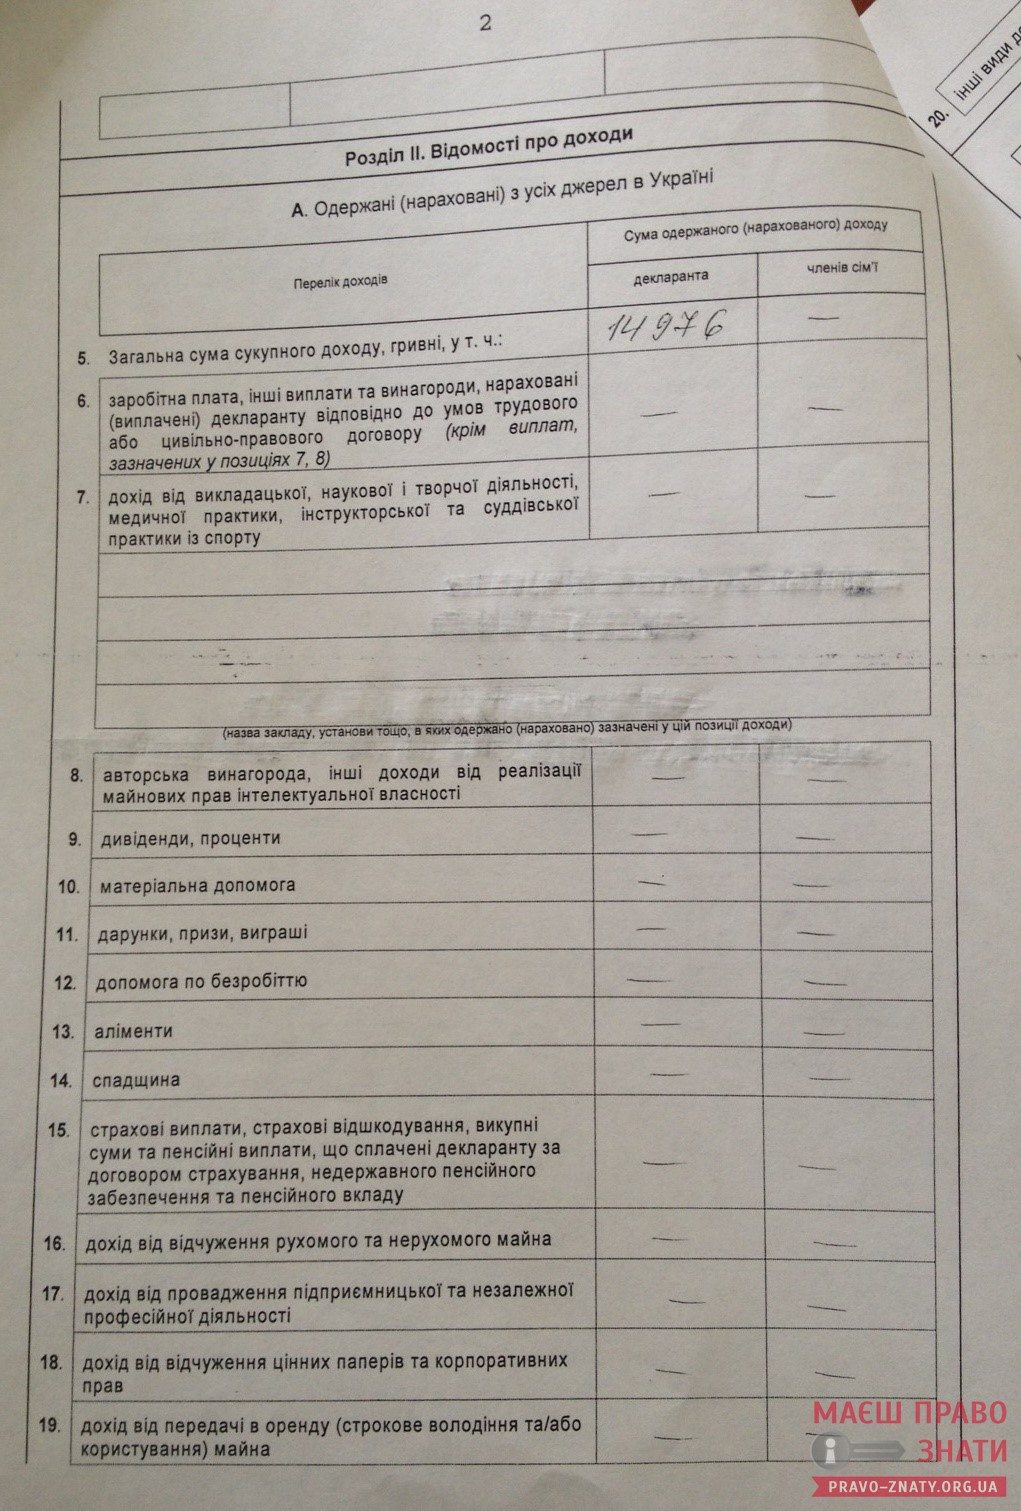 2
20. інші види
Розділ II. Відомості про доходи
А. Одержані (нараховані) з усіх джерел в Україні
Перелік доходів
Сума одержаного (нарахованого) доходу
декларанта
членів сім'ї
5. Загальна сума сукупного доходу, гривні, у т. ч.:
14976
—
6. заробітна плата, інші виплати та винагороди, нараховані
(виплачені) декларанту відповідно до умов трудового
або цивільно-правового договору (крім виплат,
зазначених у позиціях 7, 8)
— —
7. дохід від викладацької, наукової і творчої діяльності,
медичної практики, інструкторської та суддівської
практики із спорту
— —
(назва закладу, установи тощо, в яких одержано (нараховано) зазначені у цій позиції доходи)
8. авторська винагорода, інші доходи від реалізації
майнових прав інтелектуальної власності
— —
9. дивіденди, проценти — —
10. матеріальна допомога — —
11. дарунки, призи, виграші — —
12. допомога по безробіттю — —
13. аліменти — —
14. спадщина — —
15. страхові виплати, страхові відшкодування, викупні
суми та пенсійні виплати, що сплачені декларанту за
договором страхування, недержавного пенсійного
забезпечення та пенсійного вкладу
— —
16. дохід від відчуження рухомого та нерухомого майна — —
17. дохід від провадження підприємницької та незалежної
професійної діяльності
— —
18. дохід від відчуження цінних паперів та корпоративних
прав
— —
19. дохід від передачі в оренду (строкове володіння та/або
користування) майна
— —
МАЄШ ПРАВО
ЗНАТИ
PRAVO-ZNATY.ORG.UA